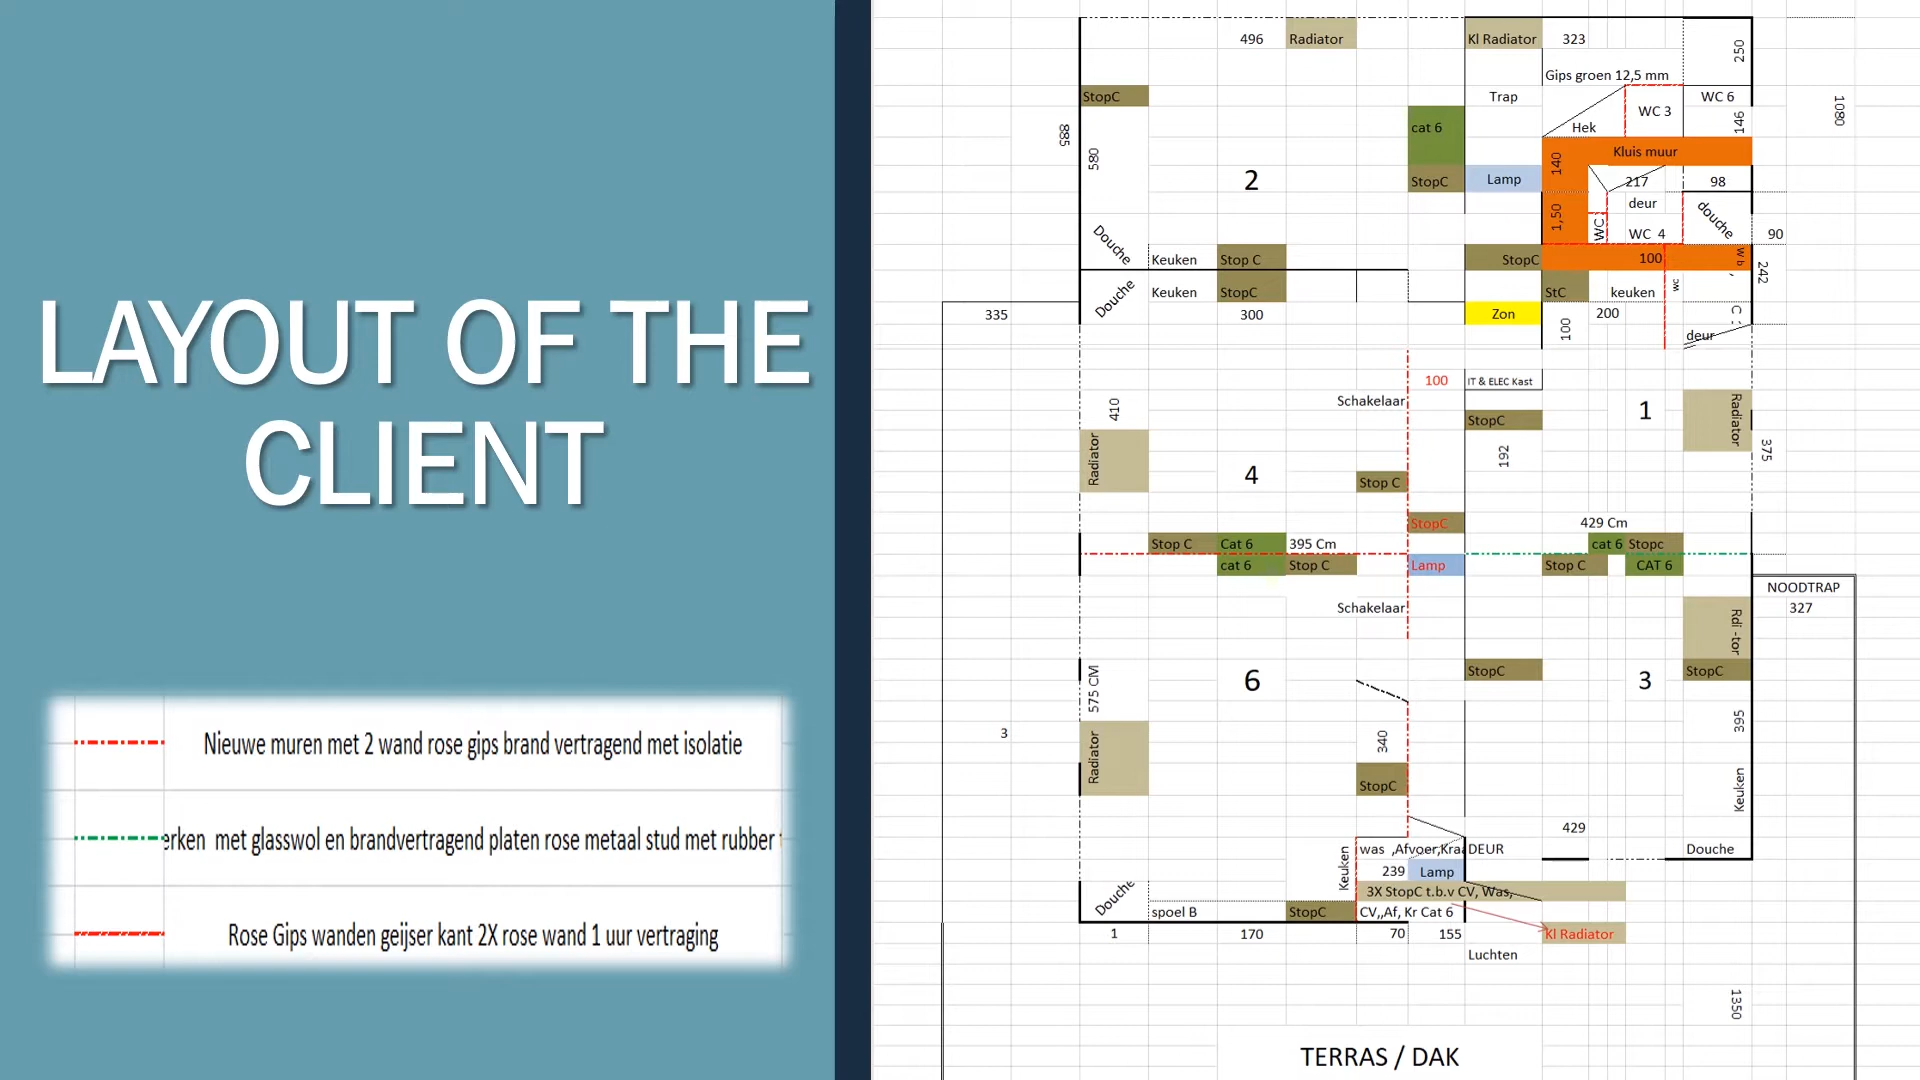 LAYOUT OF THE
CLIENT
Nieuwe muren met 2 wand rose gips brand vertragend met isolatie
erken met glasswol en brandvertragend platen rose metaal stud met rubber
Rose Gips wanden geijser kant 2X rose wand 1 uur vertraging
496
Radiator
Kl Radiator
323
250
Gips groen 12,5 mm
StopC
Trap
WC 3
WC 6
1080
885
580
cat 6
Hek
146
Kluis muur
140
2
StopC
Lamp
217
98
deur
1,50
WC
WC 4
douche
90
Douche
Keuken
Stop C
StopC
100
W b
242
Douche
Keuken
StopC
StC
keuken
wc
335
300
Zon
200
100
deur
100
IT & ELEC Kast
Schakelaar
410
StopC
1
Radiator
375
Radiator
4
192
Stop C
StopC
429 Cm
Stop C
Cat 6
395 Cm
cat 6
Stopc
cat 6
Stop C
Lamp
Stop C
CAT 6
NOODTRAP
327
Schakelaar
Rdi -tor
6
StopC
3
StopC
575 CM
3
395
Radiator
340
StopC
Keuken
429
was ,Afvoer,Kra
DEUR
Douche
Keuken
239
Lamp
3X StopC t.b.v CV, Was,
Douche
spoel B
StopC
CV,,Af, Kr Cat 6
1
170
70
155
Kl Radiator
Luchten
1350
TERRAS / DAK